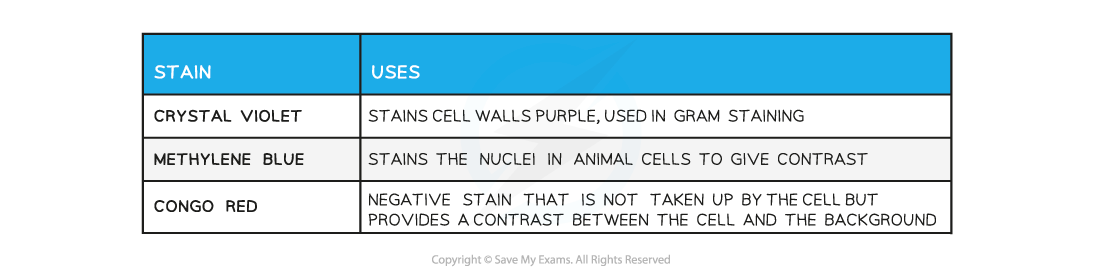 STAIN USES
CRYSTAL VIOLET STAINS CELL WALLS PURPLE, USED IN GRAM STAINING
METHYLENE BLUE STAINS THE NUCLEI IN ANIMAL CELLS TO GIVE CONTRAST
CONGO RED NEGATIVE STAIN THAT IS NOT TAKEN UP BY THE CELL BUT
PROVIDES A CONTRAST BETWEEN THE CELL AND THE BACKGROUND
Copyright © Save My Exams. All Rights Reserved